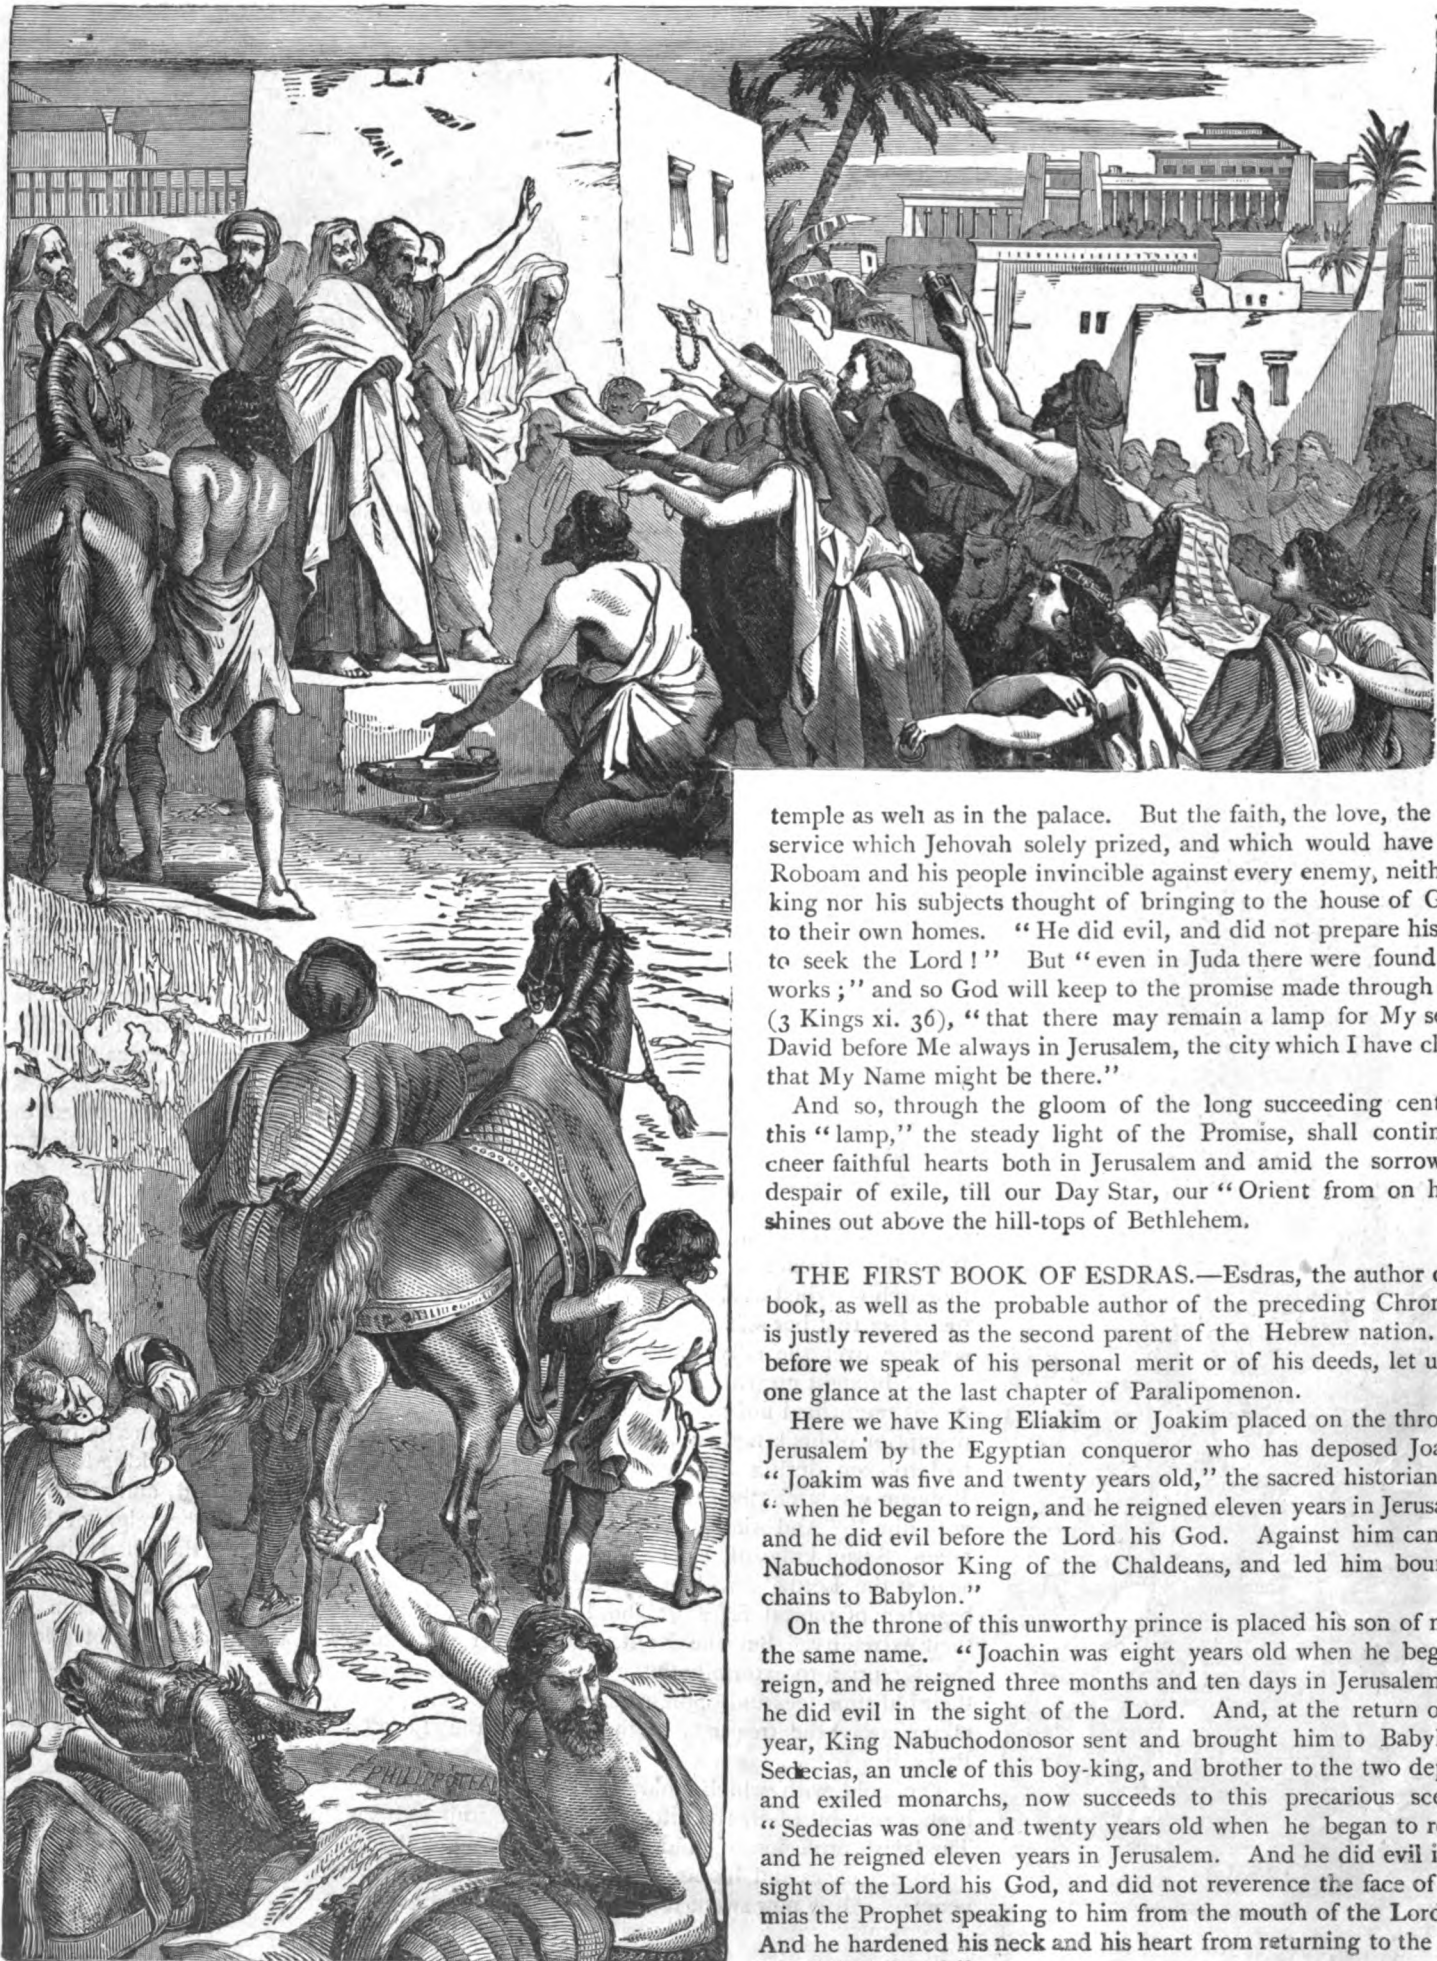 temple as well as in the palace. But the faith, the love, the
service which Jehovah solely prized, and which would have
Roboam and his people invincible against every enemy, neith
king nor his subjects thought of bringing to the house of G
to their own homes. “He did evil, and did not prepare his
to seek the Lord!” But “even in Juda there were found
works;” and so God will keep to the promise made through
(3 Kings xi. 36), “that there may remain a lamp for My se
David before Me always in Jerusalem, the city which I have c
that My Name might be there.”
And so, through the gloom of the long succeeding cent
this “lamp,” the steady light of the Promise, shall contin
cheer faithful hearts both in Jerusalem and amid the sorrow
despair of exile, till our Day Star, our “Orient from on h
shines out above the hill-tops of Bethlehem.
THE FIRST BOOK OF ESDRAS.—Esdras, the author
book, as well as the probable author of the preceding Chron
is justly revered as the second parent of the Hebrew nation.
before we speak of his personal merit or of his deeds, let u
one glance at the last chapter of Paralipomenon.
Here we have King Eliakim or Joakim placed on the thro
Jerusalem by the Egyptian conqueror who has deposed Joa
“Joakim was five and twenty years old,” the sacred historian
“when he began to reign, and he reigned eleven years in Jerusa
and he did evil before the Lord his God. Against him cam
Nabuchodonosor King of the Chaldeans, and led him bou
chains to Babylon.”
On the throne of this unworthy prince is placed his son of
the same name. “Joachin was eight years old when he beg
reign, and he reigned three months and ten days in Jerusalem
he did evil in the sight of the Lord. And, at the return o
year, King Nabuchodonosor sent and brought him to Baby
Sedecias, an uncle of this boy-king, and brother to the two de
and exiled monarchs, now succeeds to this precarious sce
“Sedecias was one and twenty years old when he began to r
and he reigned eleven years in Jerusalem. And he did evil i
sight of the Lord his God, and did not reverence the face of
mias the Prophet speaking to him from the mouth of the Lord
And he hardened his neck and his heart from returning to the